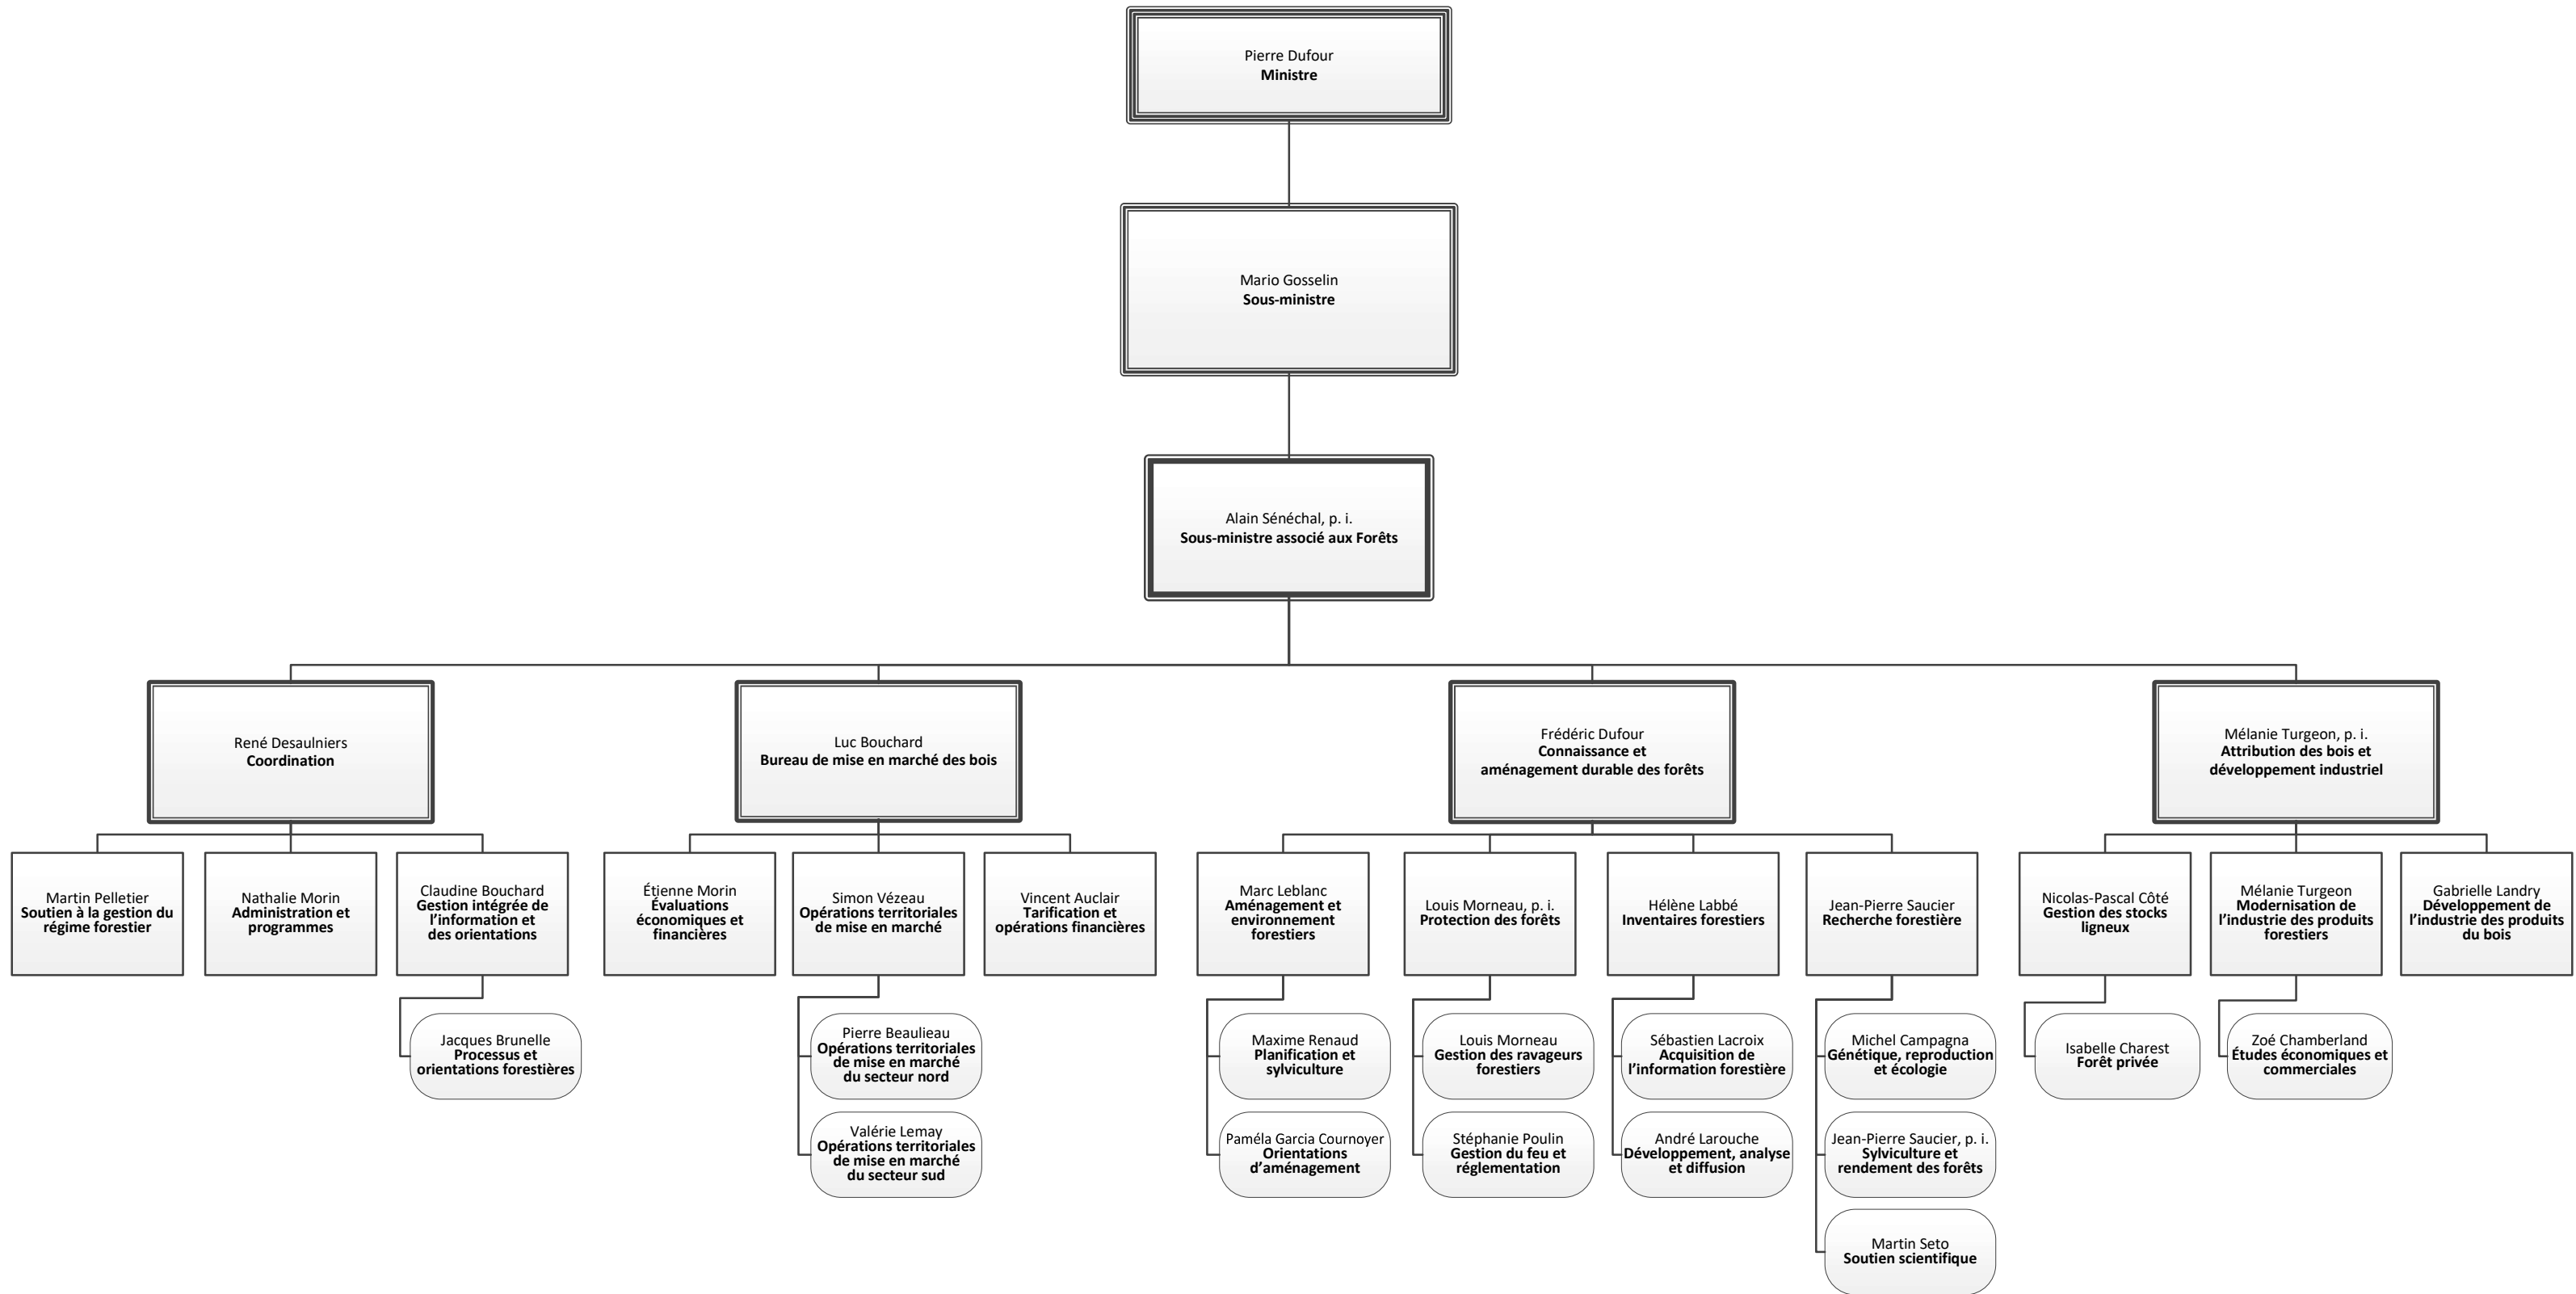 Pierre Dufour
Ministre
Mario Gosselin
Sous-ministre
Alain Sénéchal, p. i.
Sous-ministre associé aux Forêts
René Desaulniers
Coordination
Luc Bouchard
Bureau de mise en marché des bois
Frédéric Dufour
Connaissance et
aménagement durable des forêts
Mélanie Turgeon, p. i.
Attribution des bois et
développement industriel
Martin Pelletier
Soutien à la gestion du
régime forestier
Nathalie Morin
Administration et
programmes
Claudine Bouchard
Gestion intégrée de
l'information et
des orientations
Étienne Morin
Évaluations
économiques et
financières
Simon Vézeau
Opérations territoriales
de mise en marché
Vincent Auclair
Tarification et
opérations financières
Marc Leblanc
Aménagement et
environnement
forestiers
Louis Morneau, p. i.
Protection des forêts
Hélène Labbé
Inventaires forestiers
Jean-Pierre Saucier
Recherche forestière
Nicolas-Pascal Côté
Gestion des stocks
ligneux
Mélanie Turgeon
Modernisation de
l'industrie des produits
forestiers
Gabrielle Landry
Développement de
l'industrie des produits
du bois
Jacques Brunelle
Processus et
orientations forestières
Pierre Beaulieau
Opérations territoriales
de mise en marché
du secteur nord
Valérie Lemay
Opérations territoriales
de mise en marché
du secteur sud
Maxime Renaud
Planification et
sylviculture
Paméla Garcia Cournoyer
Orientations
d'aménagement
Louis Morneau
Gestion des ravageurs
forestiers
Stéphanie Poulin
Gestion du feu et
réglementation
Sébastien Lacroix
Acquisition de
l'information forestière
André Larouche
Développement, analyse
et diffusion
Michel Campagna
Génétique, reproduction
et écologie
Jean-Pierre Saucier, p. i.
Sylviculture et
rendement des forêts
Martin Seto
Soutien scientifique
Isabelle Charest
Forêt privée
Zoé Chamberland
Études économiques et
commerciales